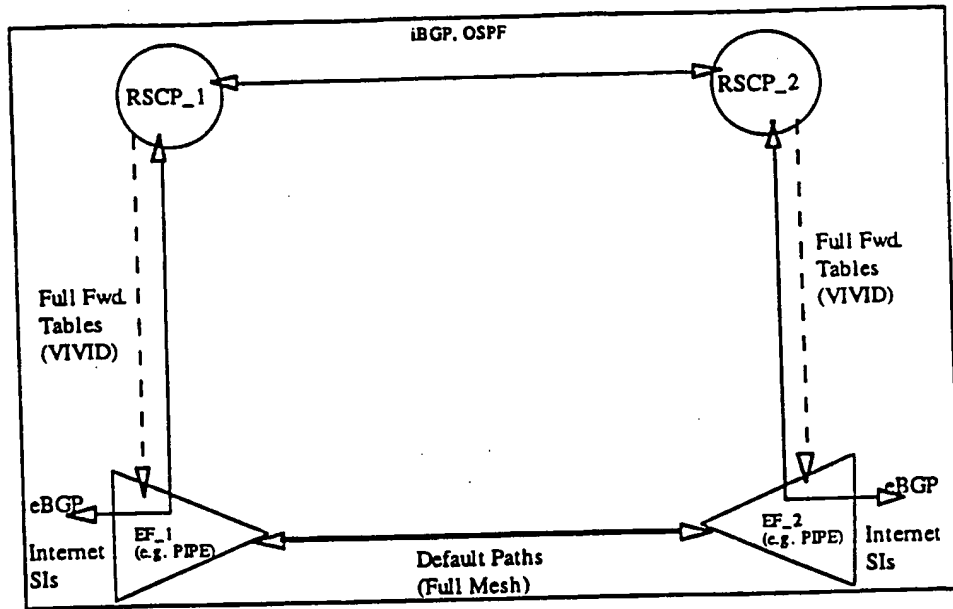 iBGP, OSPF
RSCP_1
RSCP_2
Full Fwd.
Tables
(VIVID)
Full Fwd.
Tables
(VIVID)
eBGP
EF_1
(e.g. PIPE)
Internet
SIs
Default Paths
(Full Mesh)
EF_2
(e.g. PIPE)
eBGP
Internet
SIs